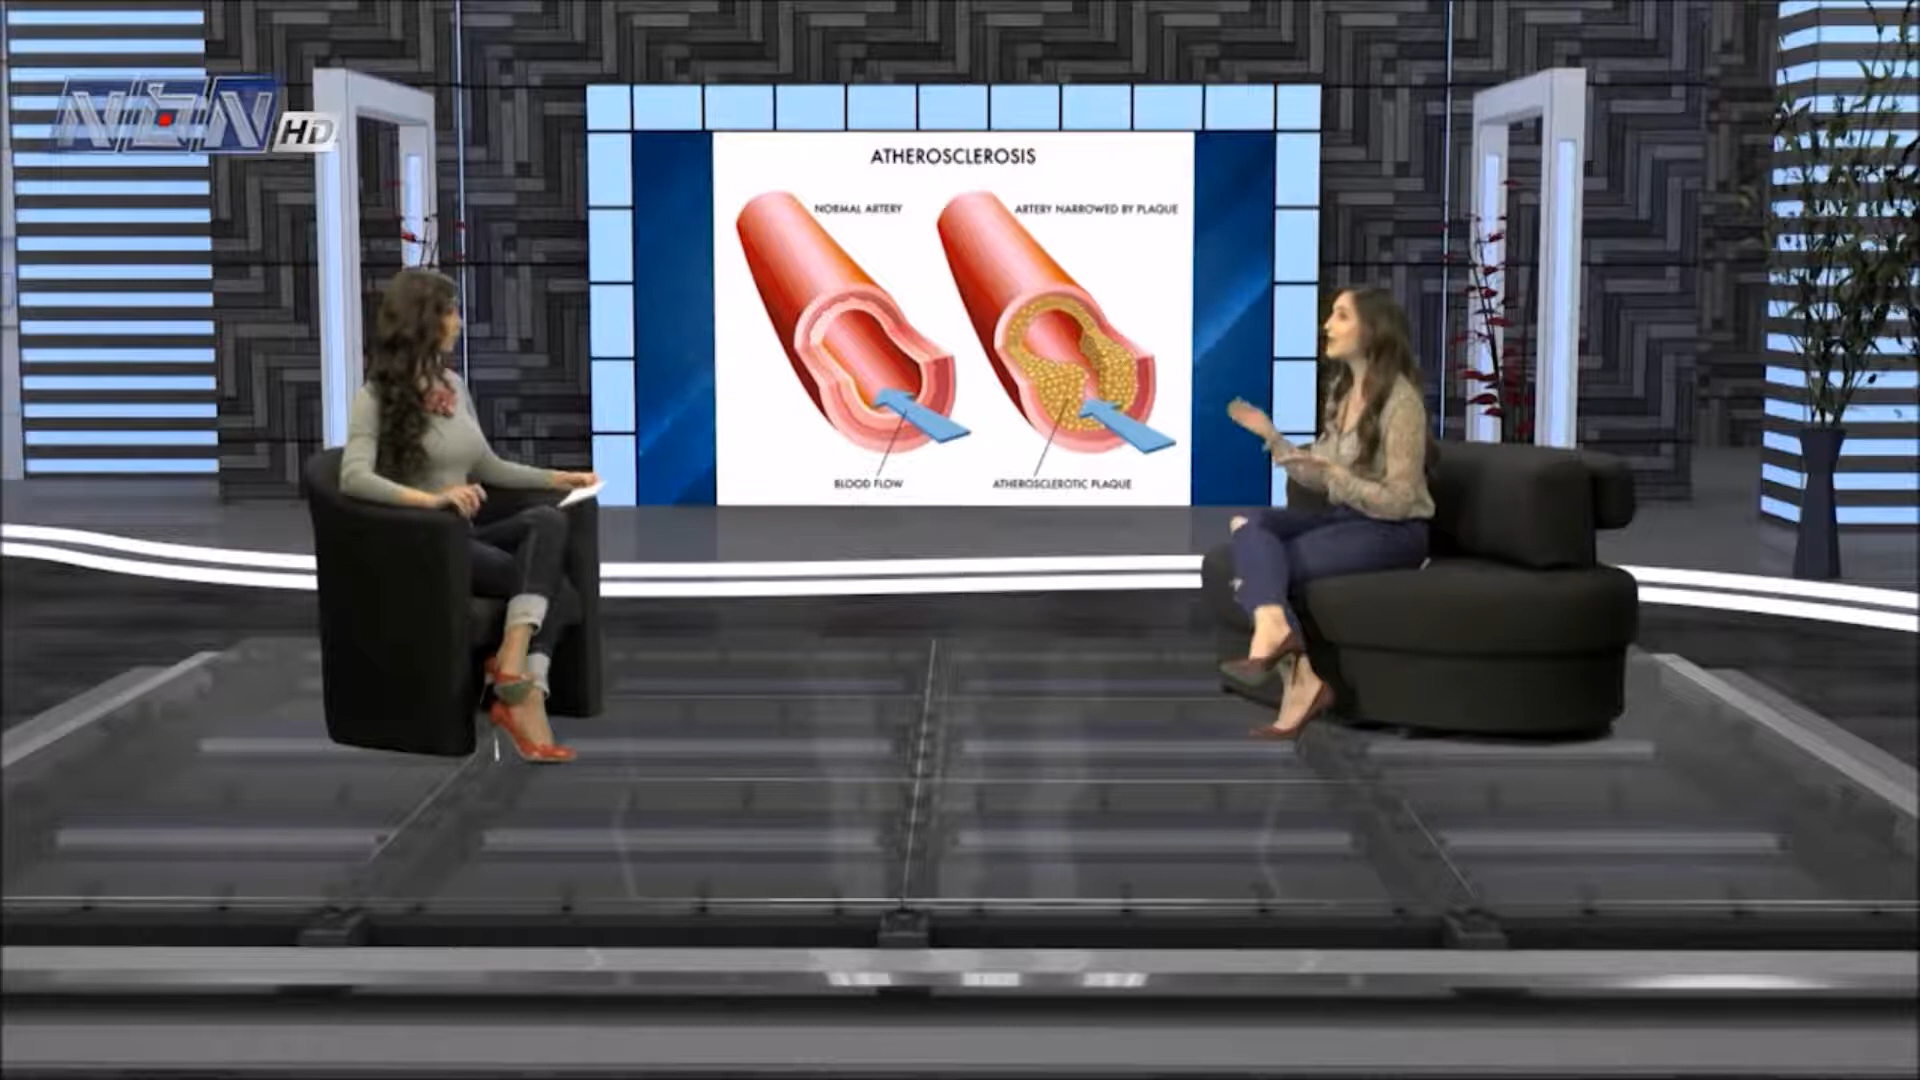 NBN HD
ATHEROSCLEROSIS
NORMAL ARTERY
ARTERY NARROWED BY PLAQUE
BLOOD FLOW
ATHEROSCLEROTIC PLAQUE